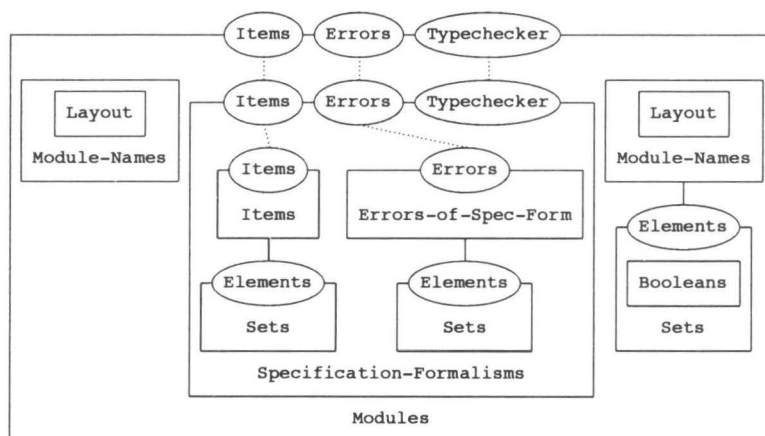 Items Errors Typechecker
Items Errors Typechecker
Layout
Module-Names
Layout
Module-Names
Items
Items
Errors
Errors-of-Spec-Form
Elements
Sets
Elements
Sets
Elements
Booleans
Sets
Specification-Formalisms
Modules